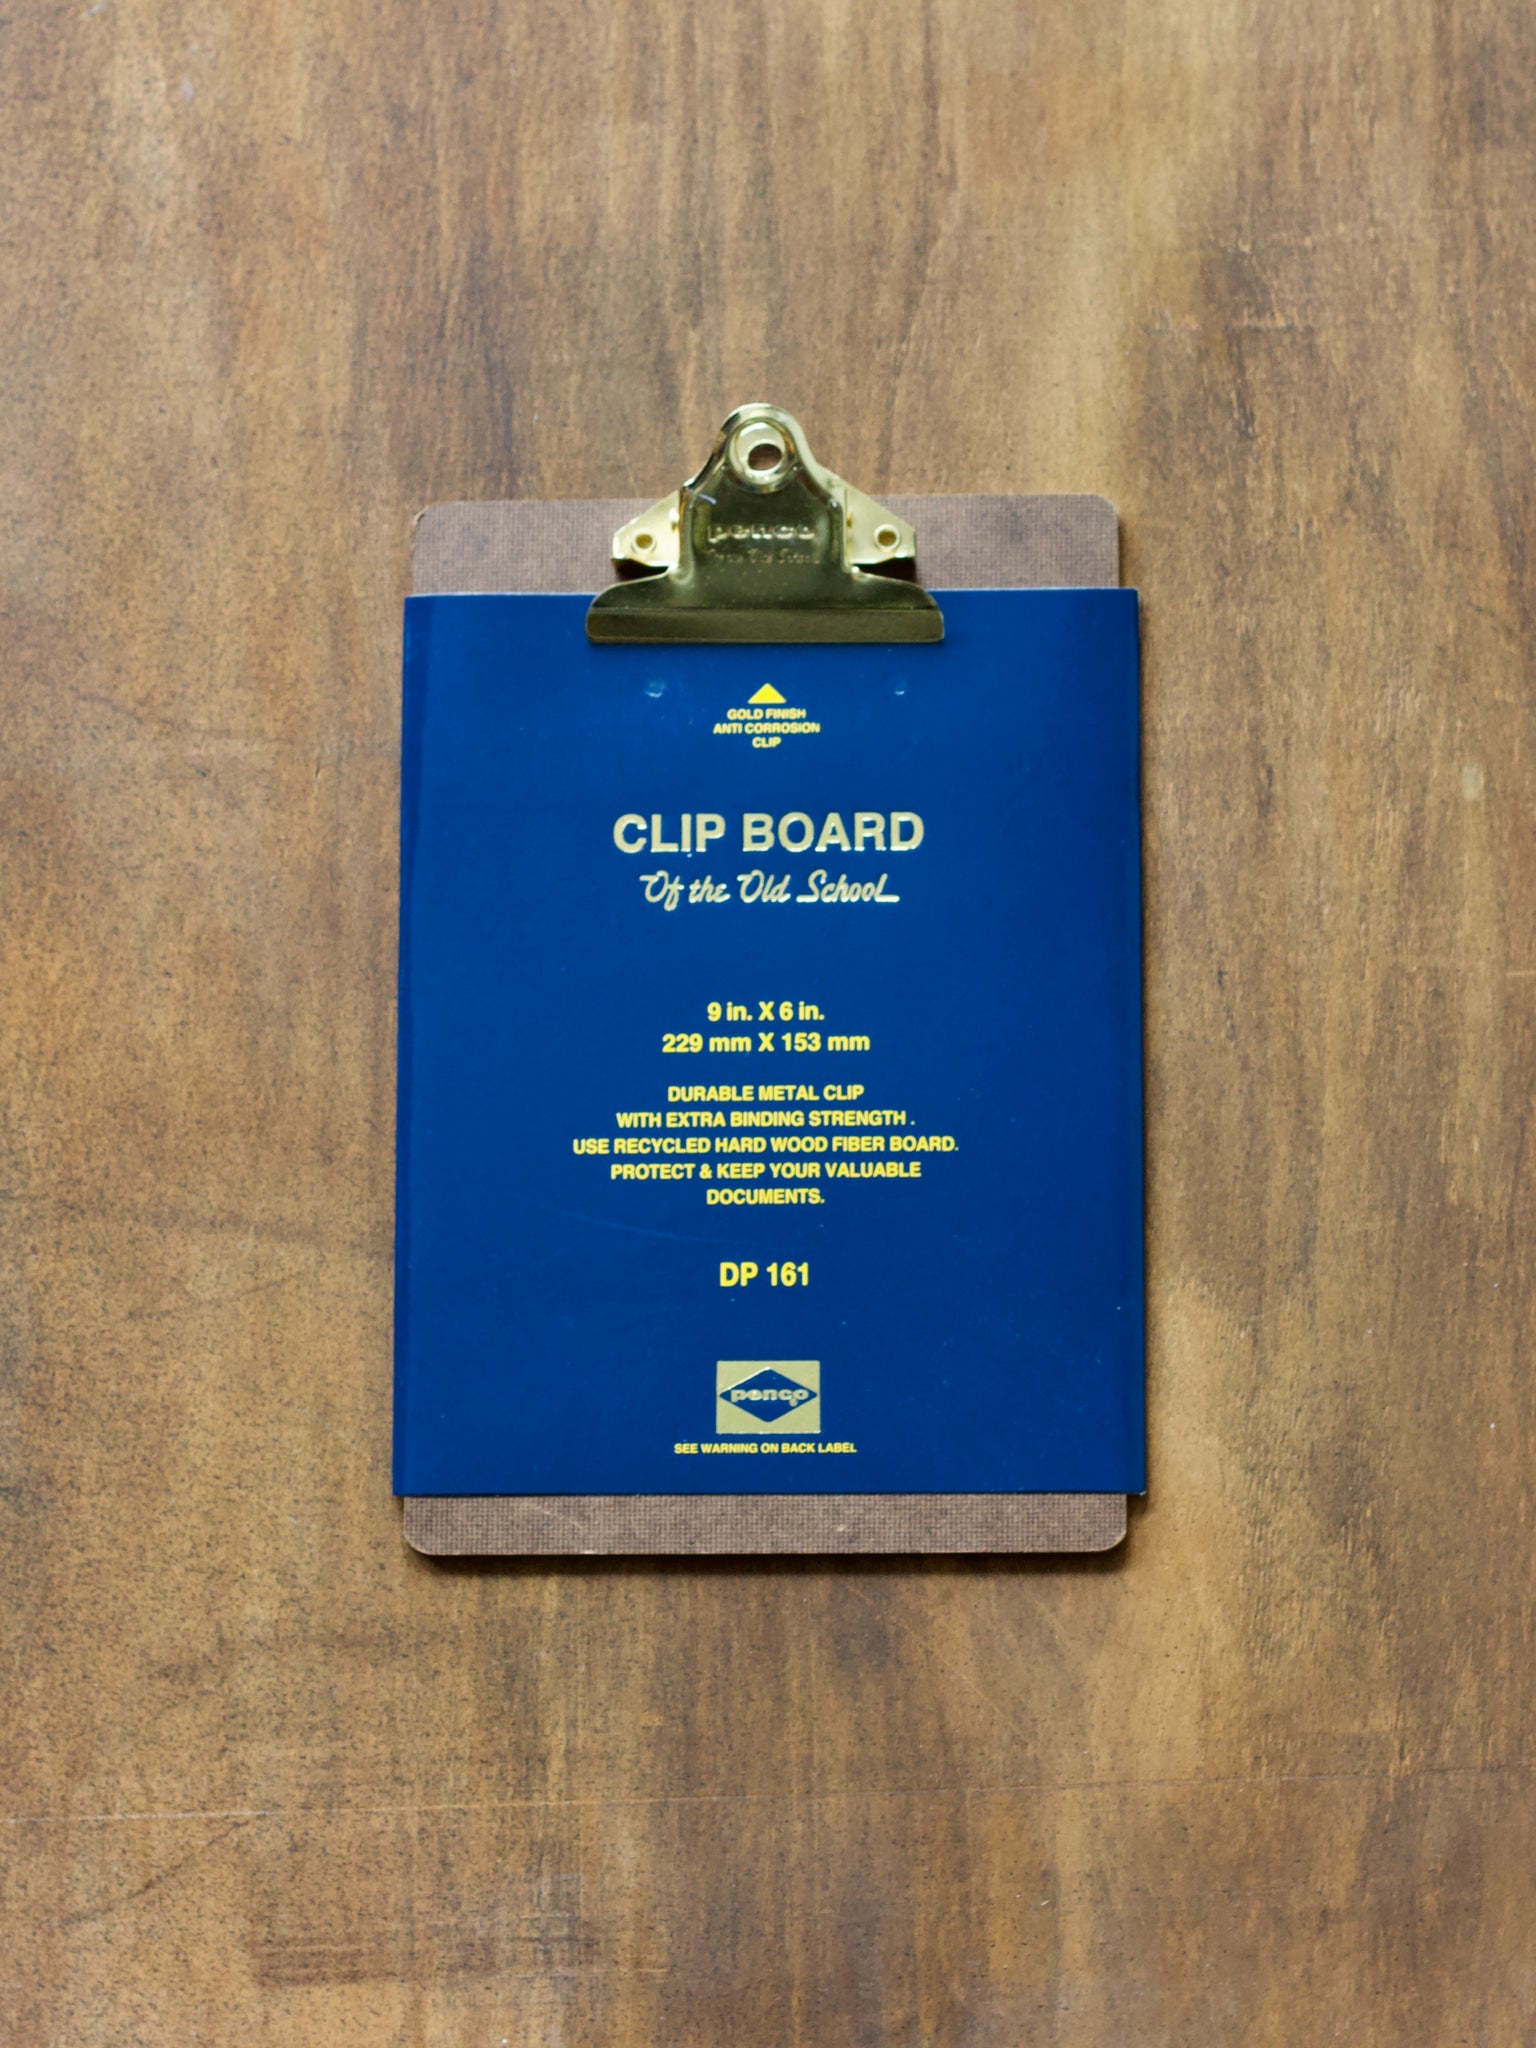 penco
GOLD FINISH
ANTI CORROSION
CLIP
CLIP BOARD
Of the Old School
9 in. X 6 in.
229 mm X 153 mm
DURABLE METAL CLIP
WITH EXTRA BINDING STRENGTH .
USE RECYCLED HARD WOOD FIBER BOARD.
PROTECT & KEEP YOUR VALUABLE
DOCUMENTS.
DP 161
penco®
SEE WARNING ON BACK LABEL